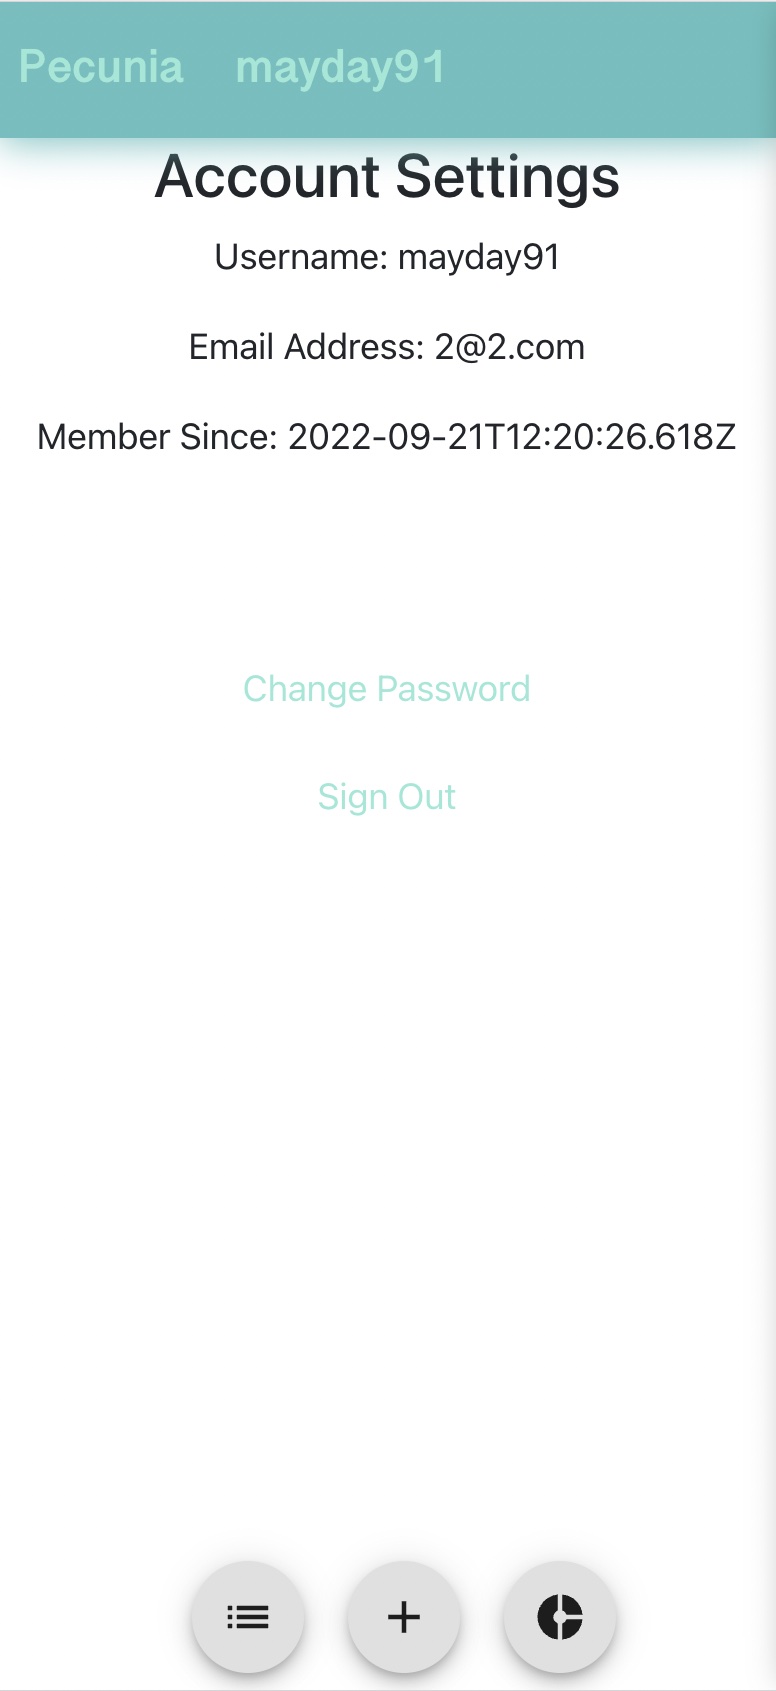 Pecunia mayday91
Account Settings
Username: mayday91
Email Address: 2@2.com
Member Since: 2022-09-21T12:20:26.618Z
Change Password
Sign Out